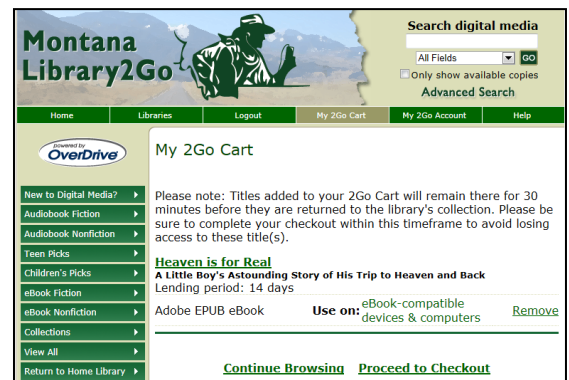 Montana
Library2Go
Search digital media
All Fields
GO
Only show available copies
Advanced Search
Home
Libraries
Logout
My 2Go Cart
My 2Go Account
Help
powered by
OverDrive
New to Digital Media?
Audiobook Fiction
Audiobook Nonfiction
Teen Picks
Children's Picks
eBook Fiction
eBook Nonfiction
Collections
View All
Return to Home Library
My 2Go Cart
Please note: Titles added to your 2Go Cart will remain there for 30
minutes before they are returned to the library's collection. Please be
sure to complete your checkout within this timeframe to avoid losing
access to these title(s).
Heaven is for Real
A Little Boy's Astounding Story of His Trip to Heaven and Back
Lending period: 14 days
Adobe EPUB eBook
Use on: eBook-compatible
devices & computers
Remove
Continue Browsing Proceed to Checkout